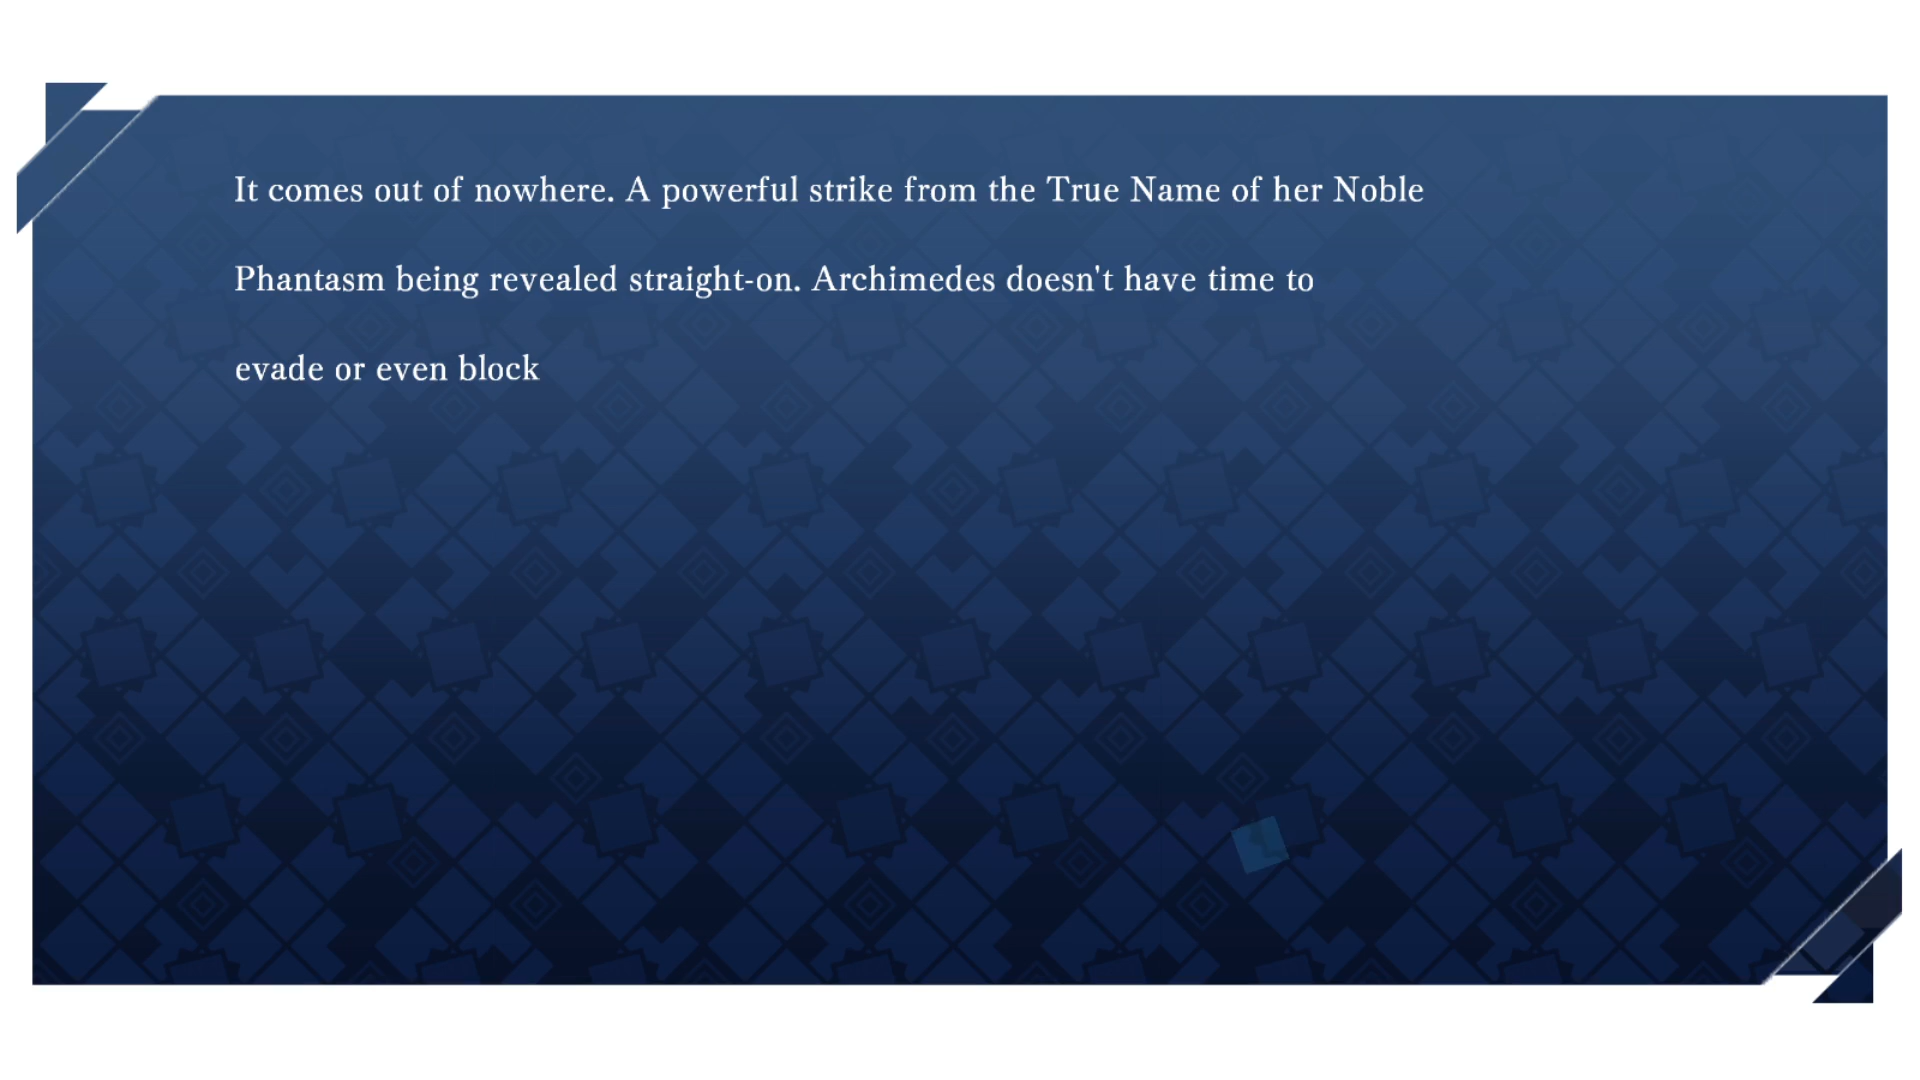 It comes out of nowhere. A powerful strike from the True Name of her Noble
Phantasm being revealed straight-on. Archimedes doesn't have time to
evade or even block